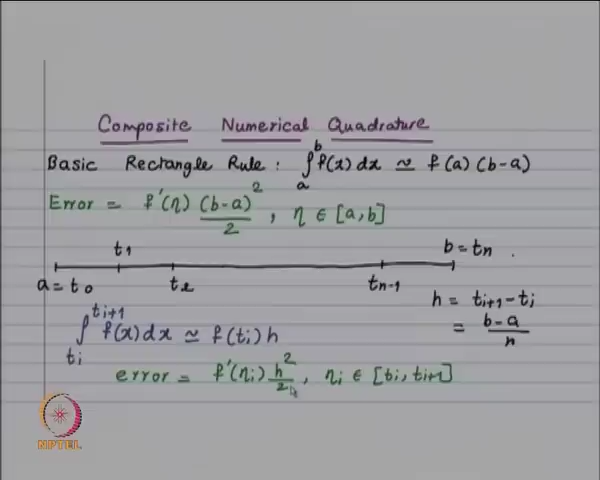 Composite Numerical Quadrature
Basic Rectangle Rule : ∫_a^b f(x) dx ≃ f(a) (b-a)
Error = f'(η) (b-a)^2/2 , η ∈ [a,b]
t1 b = tn .
a = t0 t2 tn-1 h = ti+1 - ti
= b-a/n
∫_ti^ti+1 f(x) dx ≃ f(ti) h
error = f'(ηi) h^2/2 , ηi ∈ [ti, ti+1]
NPTEL